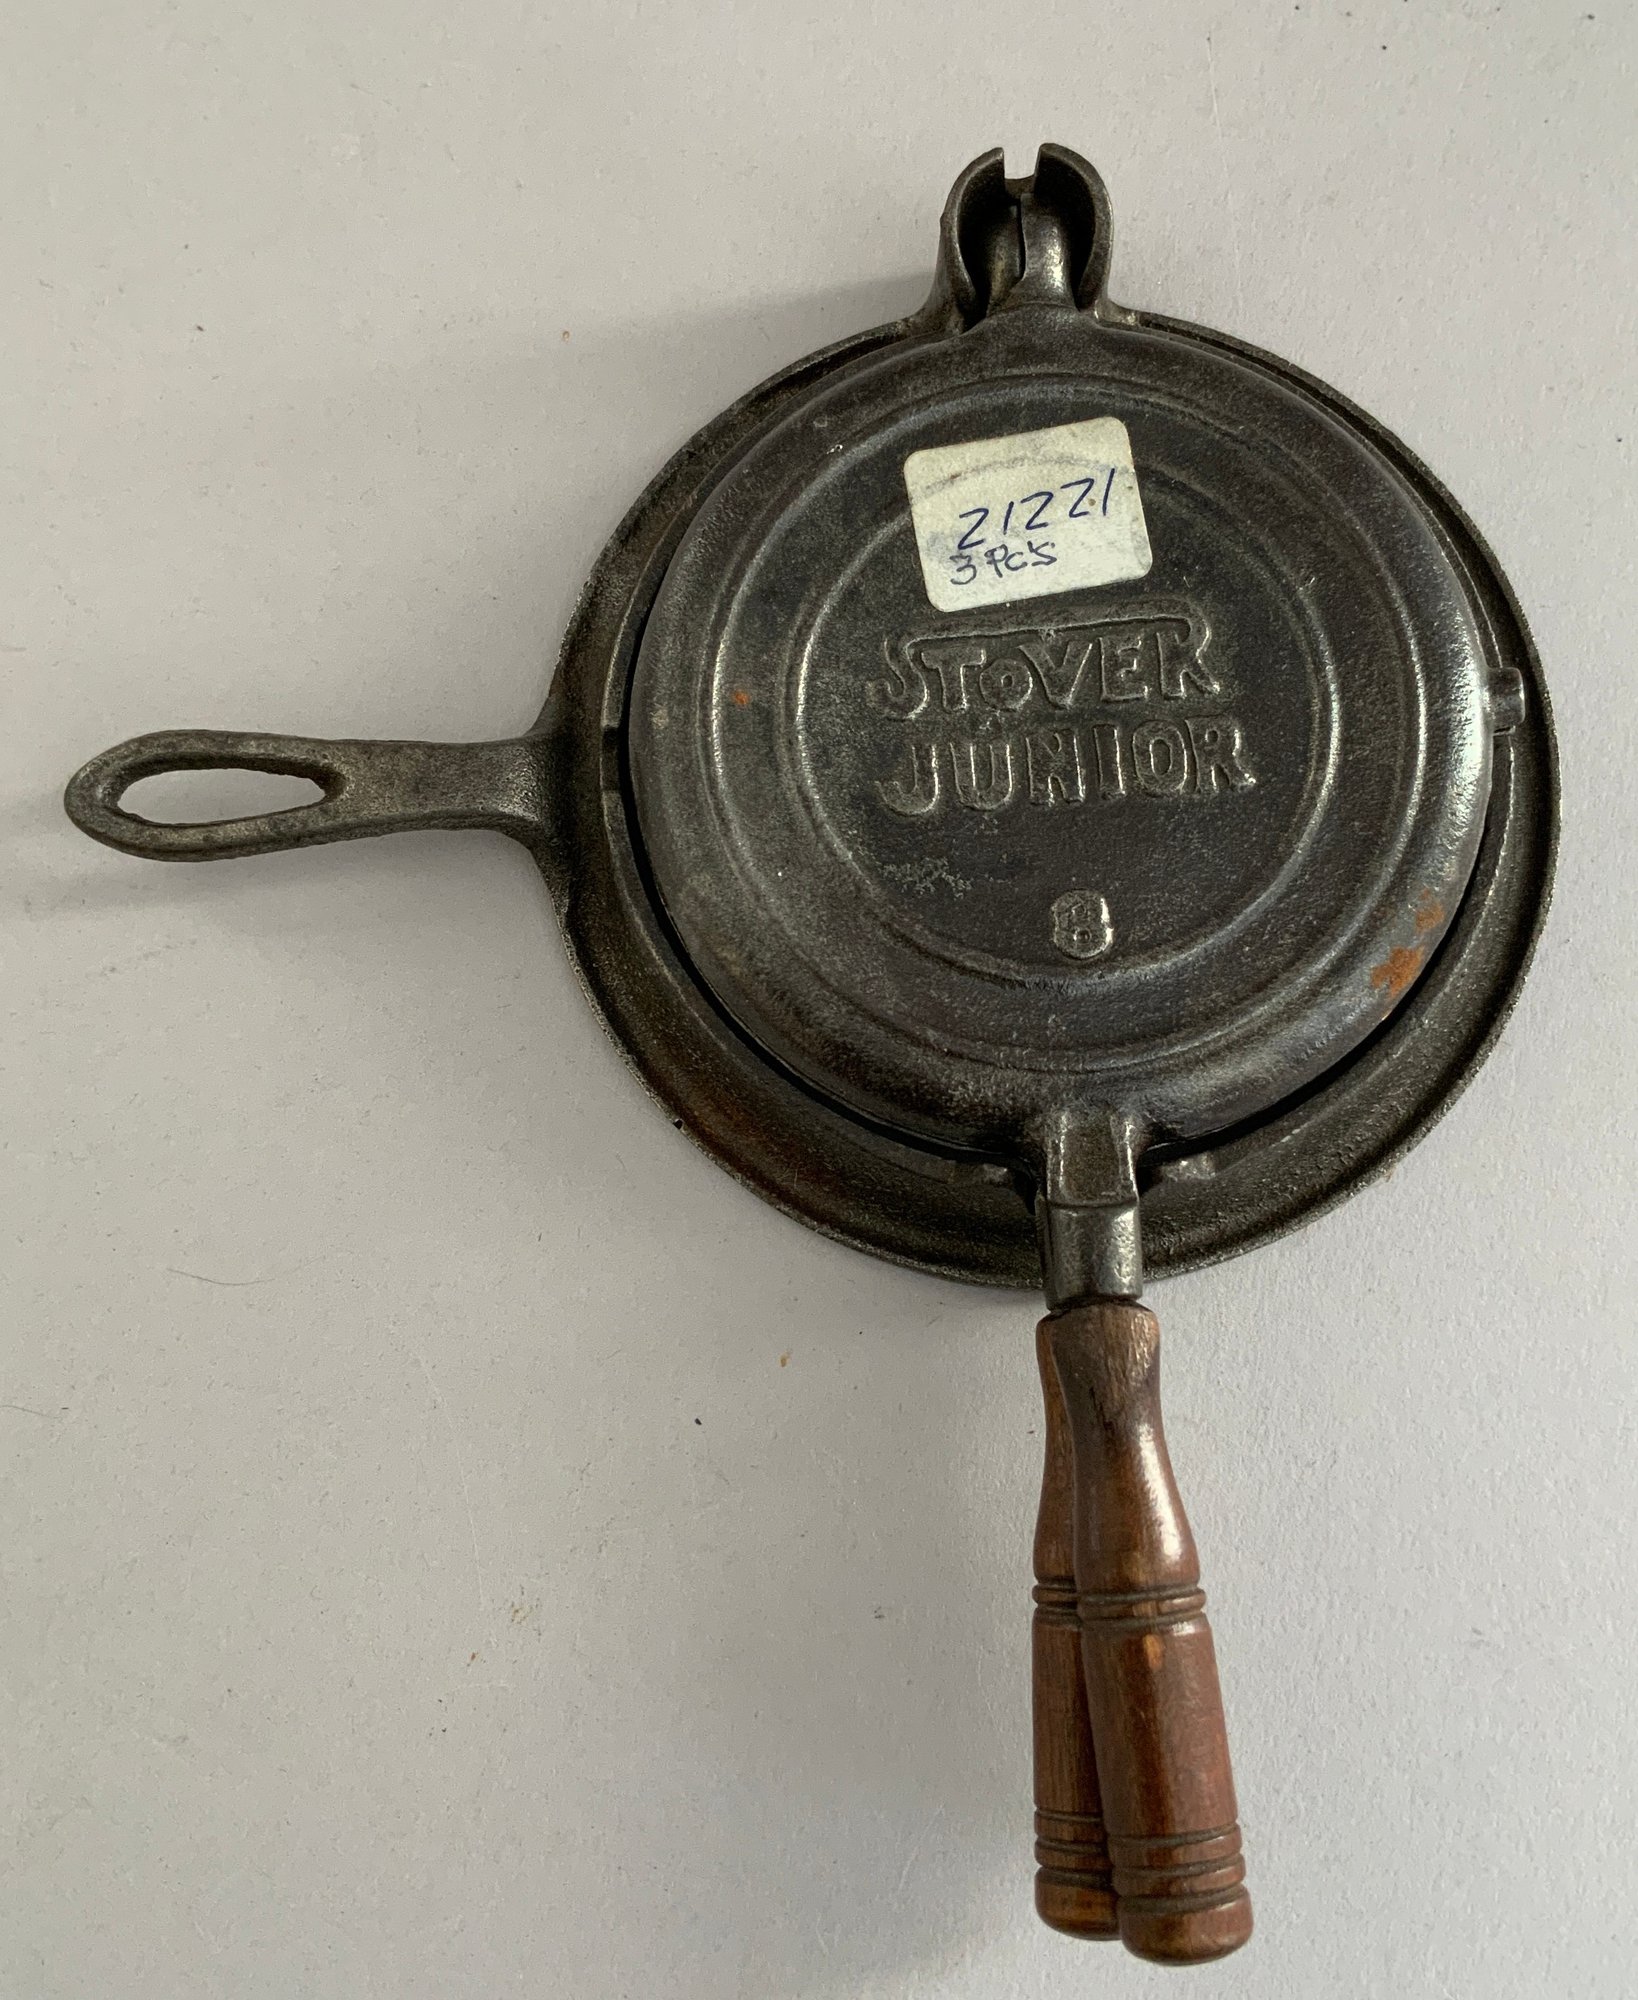 21221
3 PCS
STOVER
JUNIOR
8